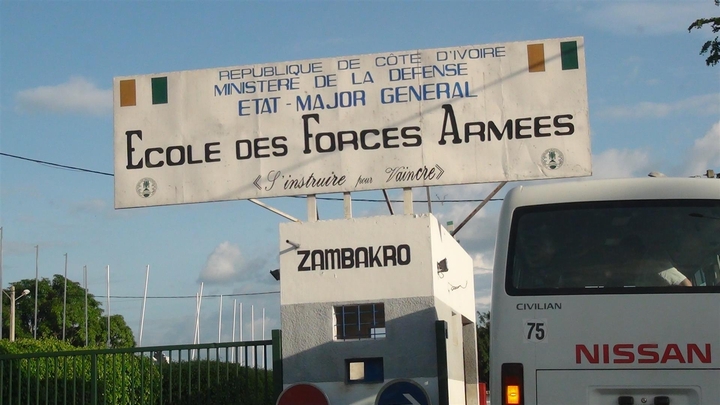 REPUBLIQUE DE CÔTE D'IVOIRE
MINISTERE DE LA DEFENSE
ETAT-MAJOR GENERAL
ECOLE DES FORCES ARMEES
« S'instruire pour Vaincre »
ZAMBAKRO
CIVILIAN
75
NISSAN